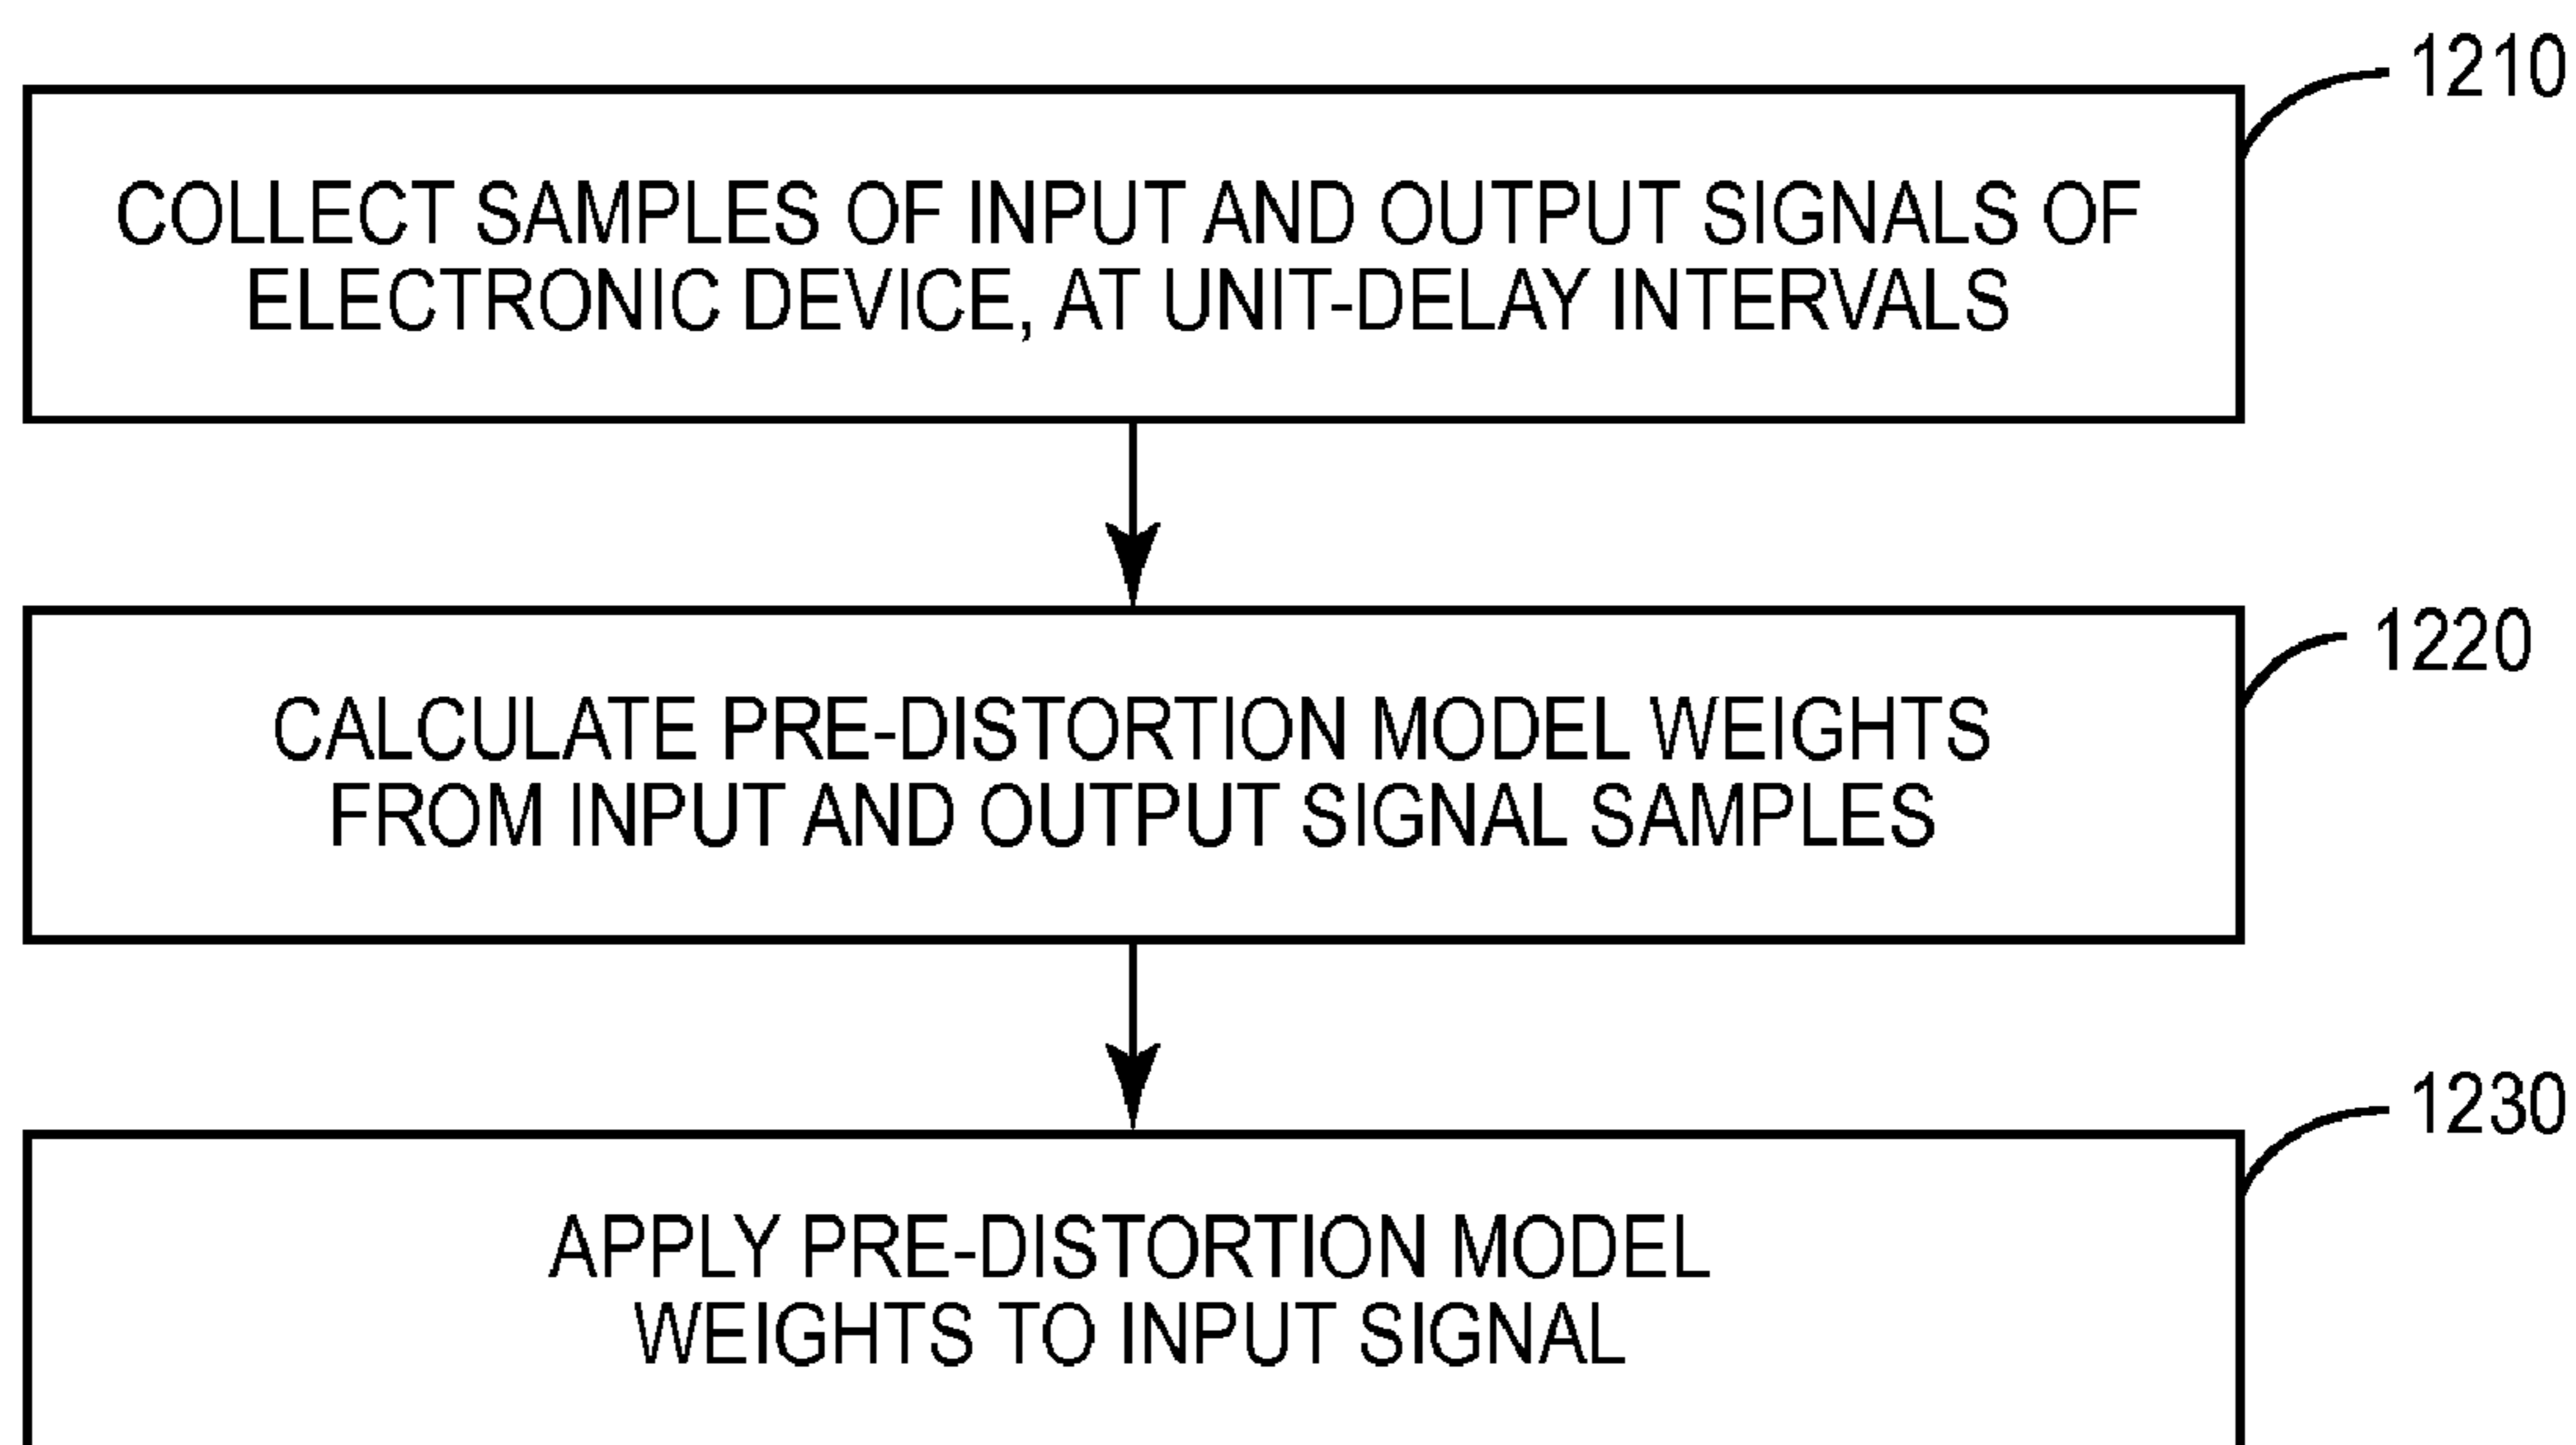 1210
COLLECT SAMPLES OF INPUT AND OUTPUT SIGNALS OF
ELECTRONIC DEVICE, AT UNIT-DELAY INTERVALS
1220
CALCULATE PRE-DISTORTION MODEL WEIGHTS
FROM INPUT AND OUTPUT SIGNAL SAMPLES
1230
APPLY PRE-DISTORTION MODEL
WEIGHTS TO INPUT SIGNAL